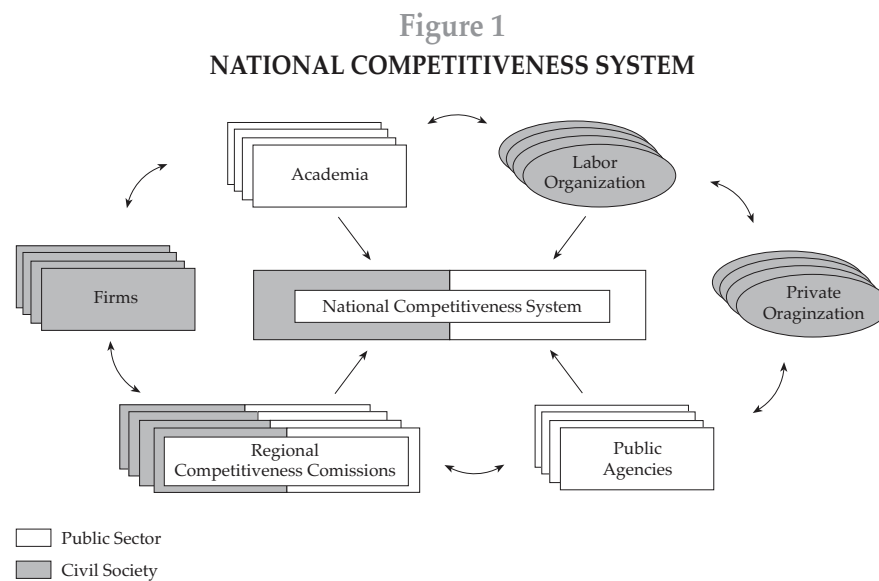 Figure 1
NATIONAL COMPETITIVENESS SYSTEM
Academia
Labor
Organization
Firms
National Competitiveness System
Private
Oraginzation
Regional
Competitiveness Comissions
Public
Agencies
Public Sector
Civil Society